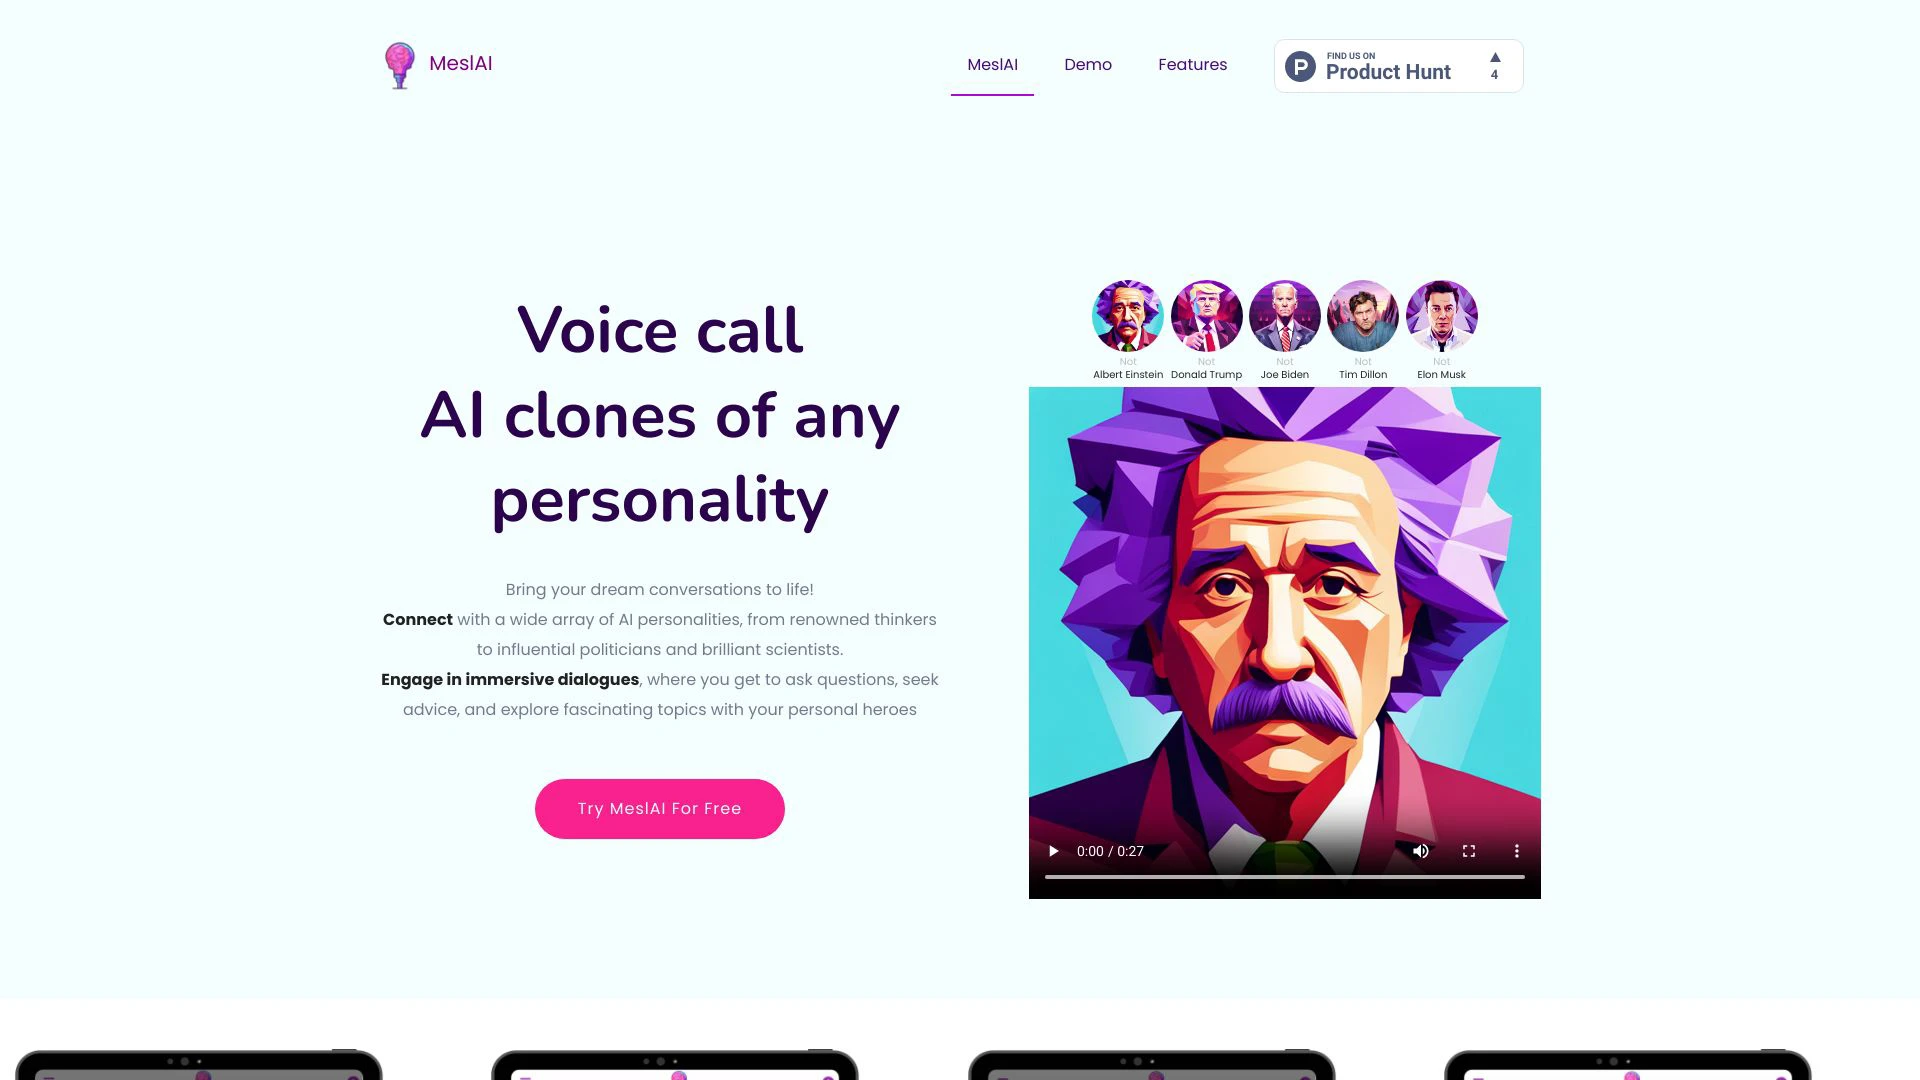 MeslAI
MeslAI
Demo
Features
FIND US ON
Product Hunt
4
Voice call
AI clones of any
personality
Bring your dream conversations to life!
Connect with a wide array of AI personalities, from renowned thinkers
to influential politicians and brilliant scientists.
Engage in immersive dialogues, where you get to ask questions, seek
advice, and explore fascinating topics with your personal heroes
Try MeslAI For Free
Not
Albert Einstein
Not
Donald Trump
Not
Joe Biden
Not
Tim Dillon
Not
Elon Musk
0:00 / 0:27